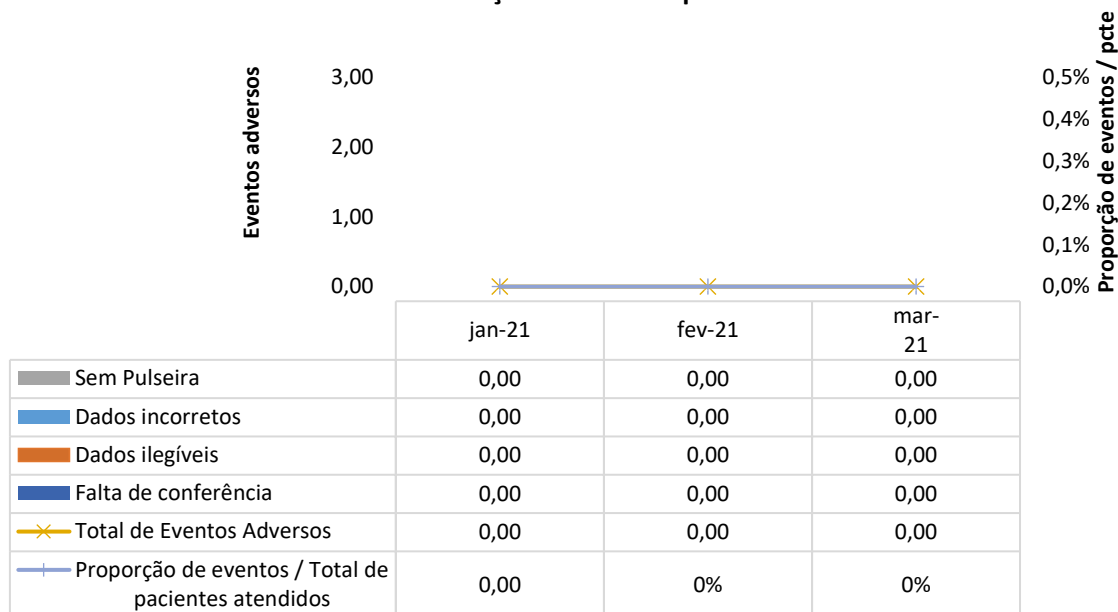 Eventos adversos
3,00
2,00
1,00
0,00
0,5%
0,4%
0,3%
0,2%
0,1%
0,0%
Proporção de eventos / pcte
jan-21 fev-21 mar-
21
Sem Pulseira 0,00 0,00 0,00
Dados incorretos 0,00 0,00 0,00
Dados ilegíveis 0,00 0,00 0,00
Falta de conferência 0,00 0,00 0,00
Total de Eventos Adversos 0,00 0,00 0,00
Proporção de eventos / Total de
pacientes atendidos 0,00 0% 0%